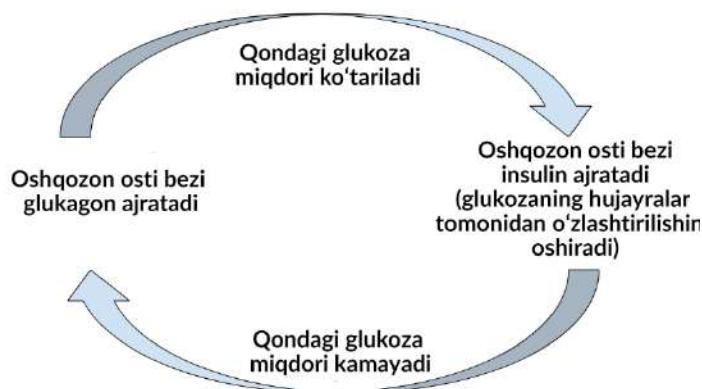 Qondagi glukoza
miqdori ko‘tariladi
Oshqozon osti bezi
glukagon ajratadi
Oshqozon osti bezi
insulin ajratadi
(glukozaning hujayralar
tomonidan o‘zlashtirilishin
oshiradi)
Qondagi glukoza
miqdori kamayadi